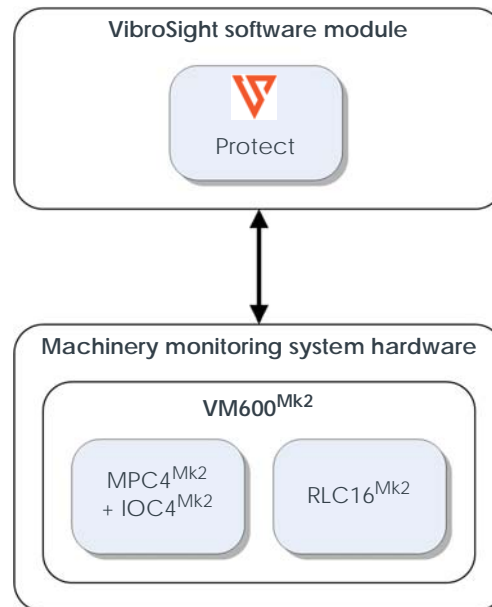 VibroSight software module
Protect
Machinery monitoring system hardware
VM600Mk2
MPC4Mk2
+ IOC4Mk2
RLC16Mk2